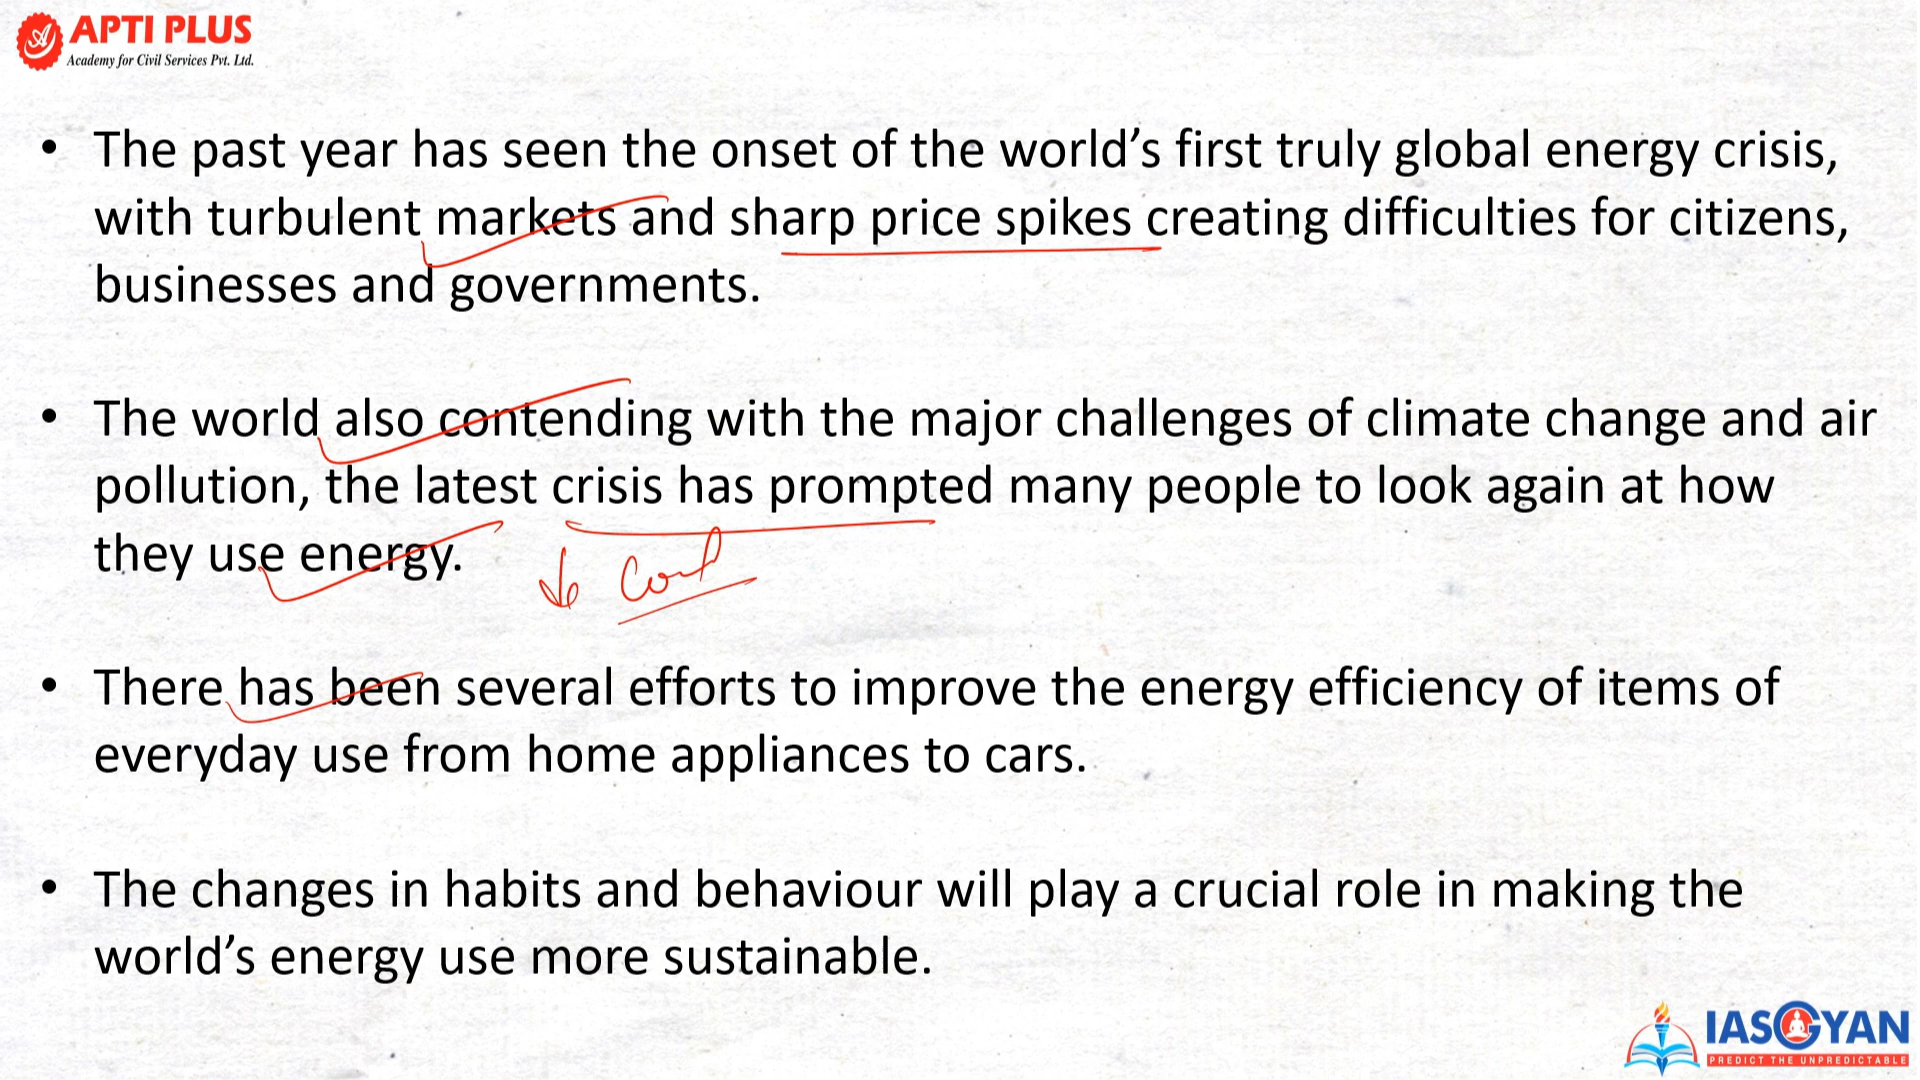 APTI PLUS
Academy for Civil Services Pvt. Ltd.
• The past year has seen the onset of the world's first truly global energy crisis,
with turbulent markets and sharp price spikes creating difficulties for citizens,
businesses and governments.
• The world also contending with the major challenges of climate change and air
pollution, the latest crisis has prompted many people to look again at how
they use energy.
• There has been several efforts to improve the energy efficiency of items of
everyday use from home appliances to cars.
• The changes in habits and behaviour will play a crucial role in making the
world's energy use more sustainable.
IASGYAN
PREDICT THE UNPREDICTABLE